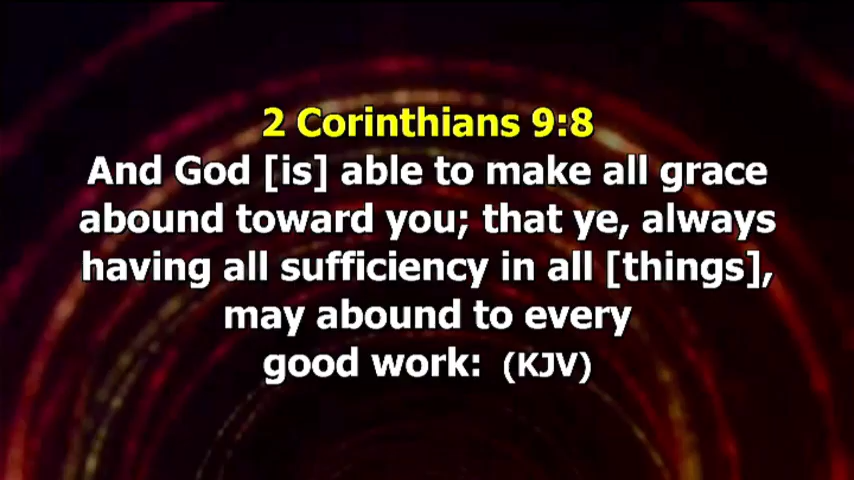 2 Corinthians 9:8
And God [is] able to make all grace
abound toward you; that ye, always
having all sufficiency in all [things],
may abound to every
good work: (KJV)